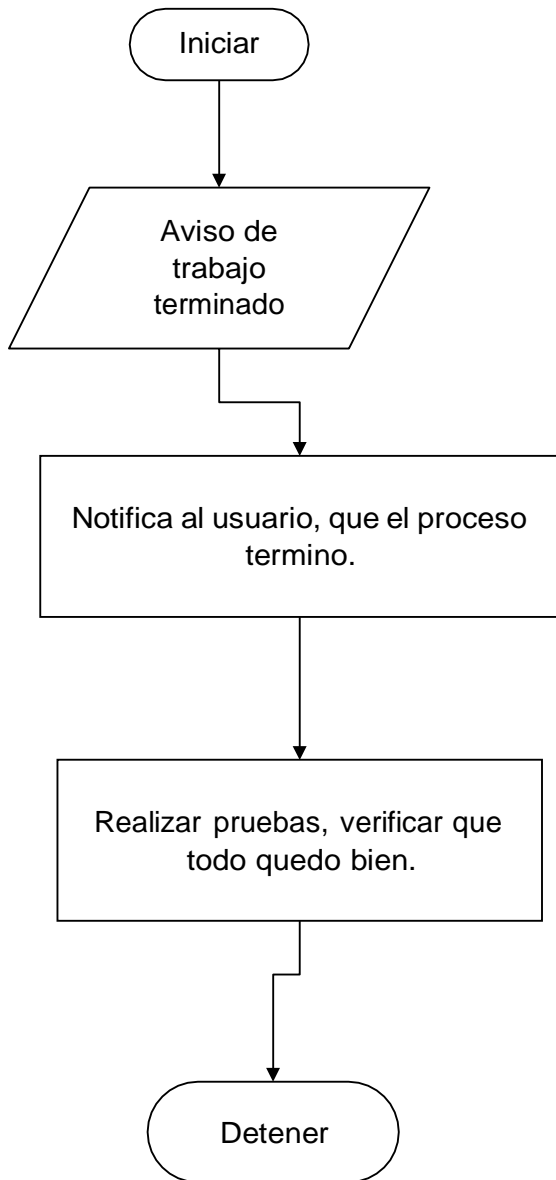 Iniciar
Aviso de
trabajo
terminado
Notifica al usuario, que el proceso
termino.
Realizar pruebas, verificar que
todo quedo bien.
Detener